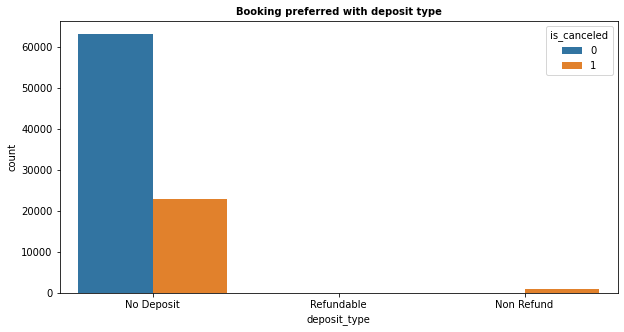 Booking preferred with deposit type
is_canceled
0
1
60000
50000
40000
30000
20000
10000
0
count
No Deposit Refundable Non Refund
deposit_type